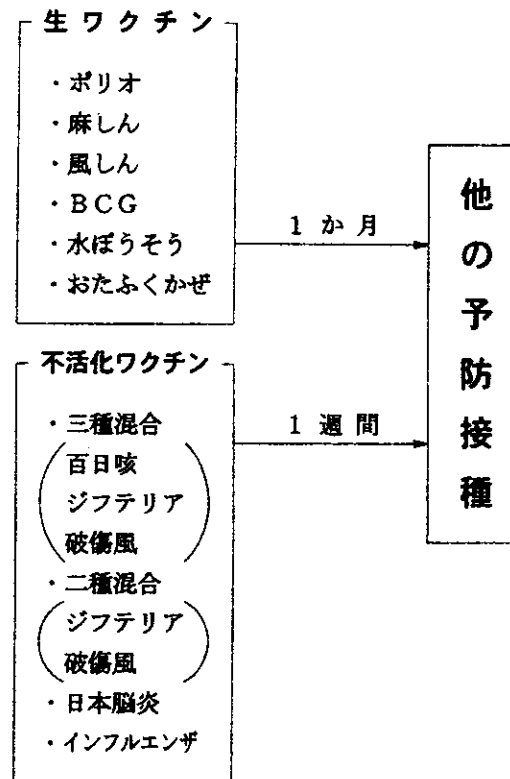 生ワクチン
・ポリオ
・麻しん
・風しん
・BCG
・水ぼうそう
・おたふくかぜ
1か月
不活化ワクチン
・三種混合
百日咳
ジフテリア
破傷風
・二種混合
ジフテリア
破傷風
・日本脳炎
・インフルエンザ
1週間
他の予防接種